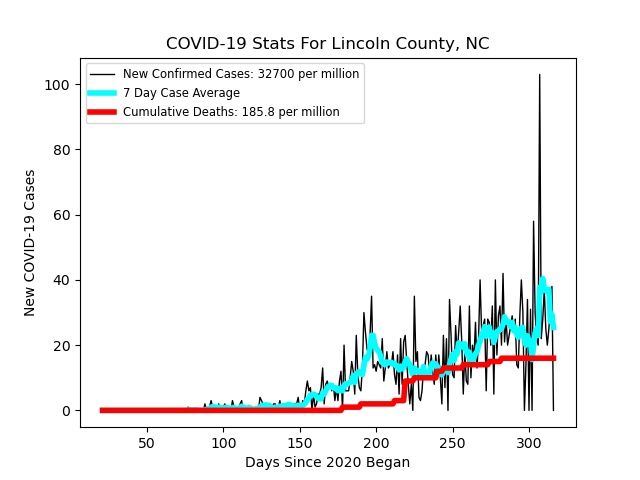 COVID-19 Stats For Lincoln County, NC
New Confirmed Cases: 32700 per million
7 Day Case Average
Cumulative Deaths: 185.8 per million
New COVID-19 Cases
100
80
60
40
20
0
50 100 150 200 250 300
Days Since 2020 Began